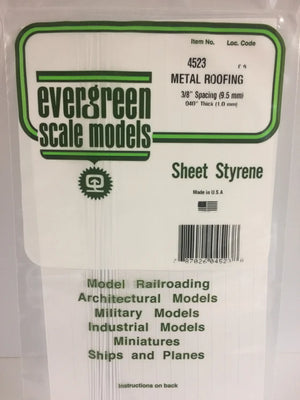 Item No. Loc. Code
4523
METAL ROOFING
3/8" Spacing (9.5 mm)
.040" Thick (1.0 mm)
evergreen
scale models
Sheet Styrene
Made in U.S.A
Model Railroading
Architectural Models
Military Models
Industrial Models
Miniatures
Ships and Planes
Instructions on back